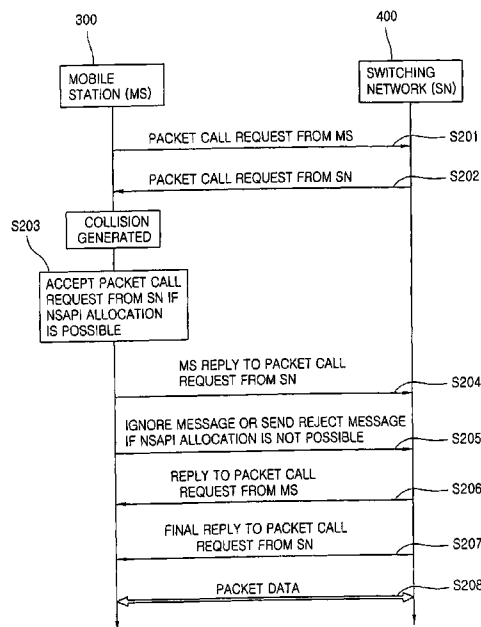 300
400
MOBILE
STATION (MS)
SWITCHING
NETWORK (SN)
PACKET CALL REQUEST FROM MS
S201
PACKET CALL REQUEST FROM SN
S202
S203
COLLISION
GENERATED
ACCEPT PACKET CALL
REQUEST FROM SN IF
NSAPI ALLOCATION
IS POSSIBLE
MS REPLY TO PACKET CALL
REQUEST FROM SN
S204
IGNORE MESSAGE OR SEND REJECT MESSAGE
IF NSAPI ALLOCATION IS NOT POSSIBLE
S205
REPLY TO PACKET CALL
REQUEST FROM MS
S206
FINAL REPLY TO PACKET CALL
REQUEST FROM SN
S207
PACKET DATA
S208